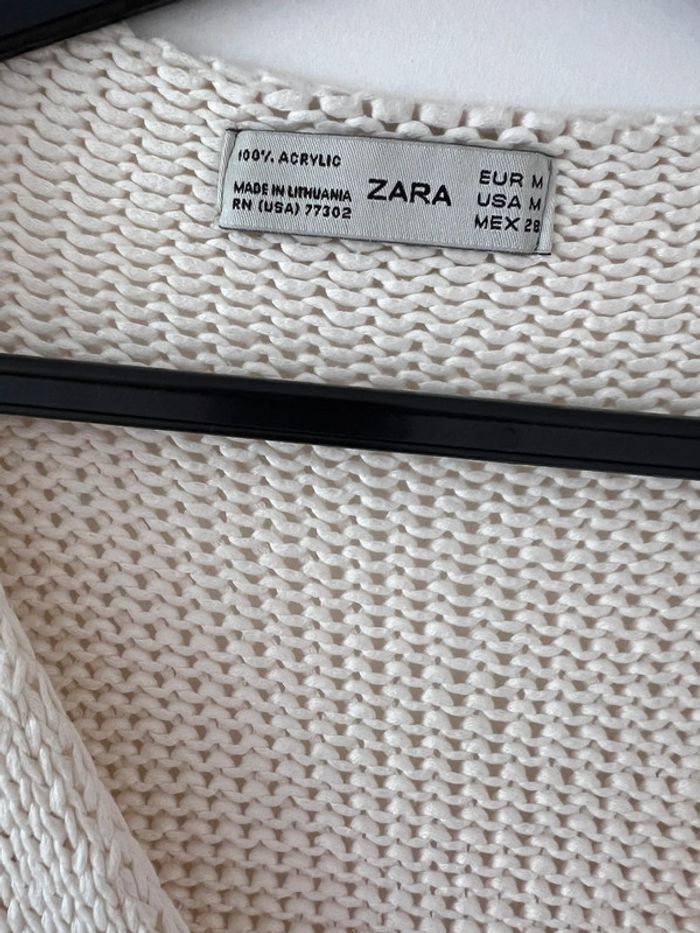 100% ACRYLIC
MADE IN LITHUANIA
RN (USA) 77302
ZARA
EUR M
USA M
MEX 28